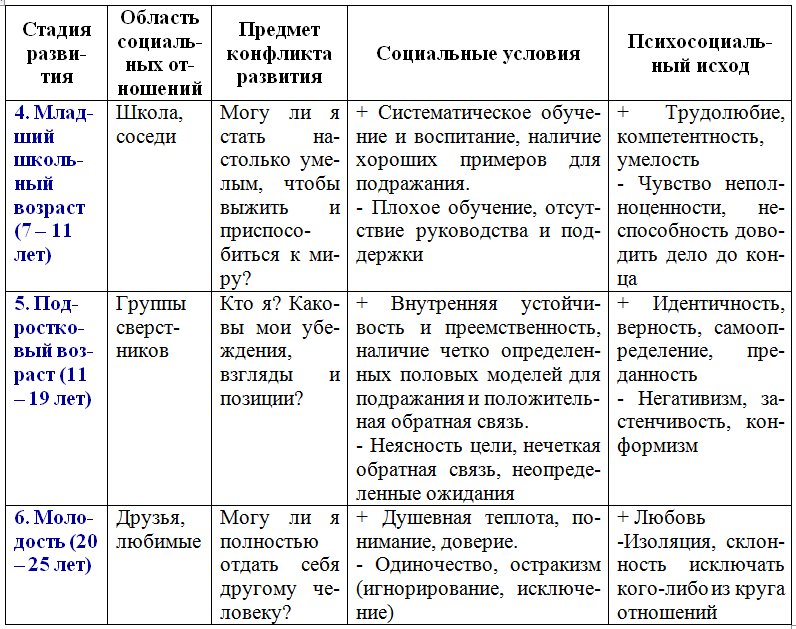 Стадия
разви-
тия
Область
социаль-
ных от-
ношений
Предмет
конфликта
развития
Социальные условия
Психосоциаль-
ный исход
4. Млад-
ший
школь-
ный
возраст
(7 – 11
лет)
Школа,
соседи
Могу ли я
стать на-
столько уме-
лым, чтобы
выжить и
приспосо-
биться к ми-
ру?
+ Систематическое обуче-
ние и воспитание, наличие
хороших примеров для
подражания.
- Плохое обучение, отсут-
ствие руководства и под-
держки
+ Трудолюбие,
компетентность,
умелость
- Чувство непол-
ноценности, не-
способность дово-
дить дело до кон-
ца
5. Под-
ростко-
вый воз-
раст (11
– 19 лет)
Группы
сверст-
ников
Кто я? Како-
вы мои убе-
ждения,
взгляды и
позиции?
+ Внутренняя устойчи-
вость и преемственность,
наличие четко определен-
ных половых моделей для
подражания и положитель-
ная обратная связь.
- Неясность цели, нечеткая
обратная связь, неопреде-
ленные ожидания
+ Идентичность,
верность, самооп-
ределение, пре-
данность
- Негативизм, за-
стенчивость, кон-
формизм
6. Моло-
дость (20
– 25 лет)
Друзья,
любимые
Могу ли я
полностью
отдать себя
другому че-
ловеку?
+ Душевная теплота, по-
нимание, доверие.
- Одиночество, остракизм
(игнорирование, исключе-
ние)
+ Любовь
-Изоляция, склон-
ность исключать
кого-либо из круга
отношений